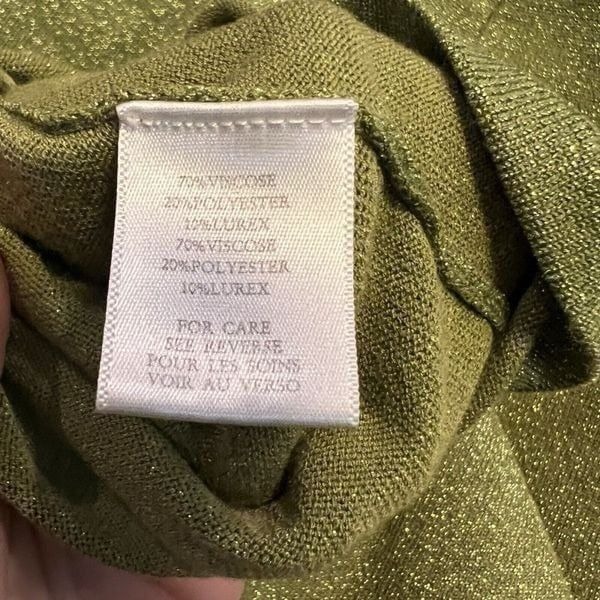 70%VISCOSE
20%POLYESTER
10%LUREX
70%VISCOSE
20%POLYESTER
10%LUREX
FOR CARE
SEE REVERSE
POUR LES SOINS
VOIR AU VERSO